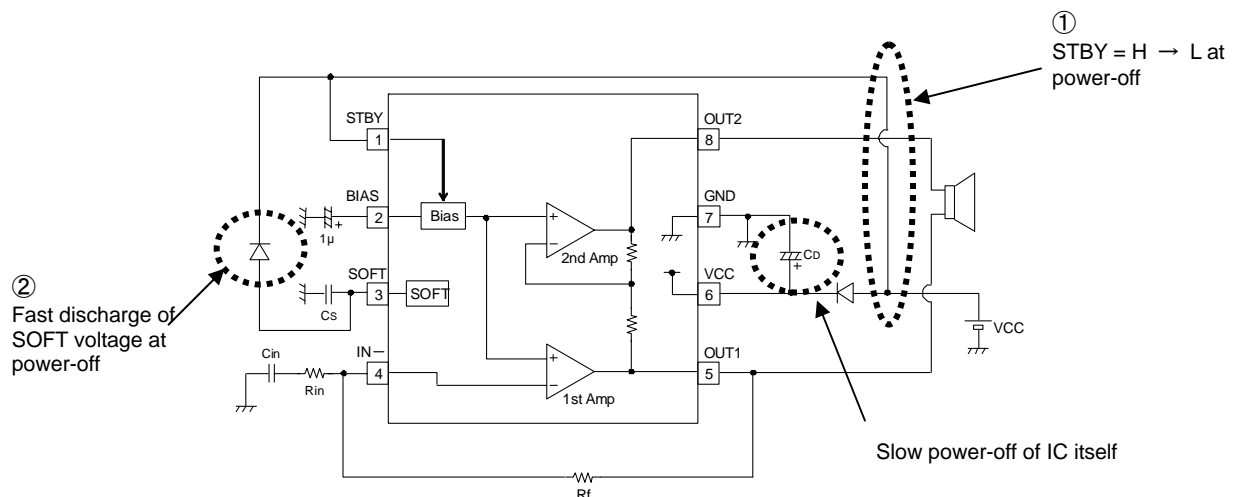 ①
STBY = H → L at
power-off
STBY
1
OUT2
8
BIAS
2
Bias
1μ
+
+
−
2nd Amp
GND
7
CD
+
②
Fast discharge of
SOFT voltage at
power-off
SOFT
3
SOFT
CS
VCC
6
VCC
IN−
4
Cin
Rin
+
−
1st Amp
OUT1
5
Slow power-off of IC itself
Rf